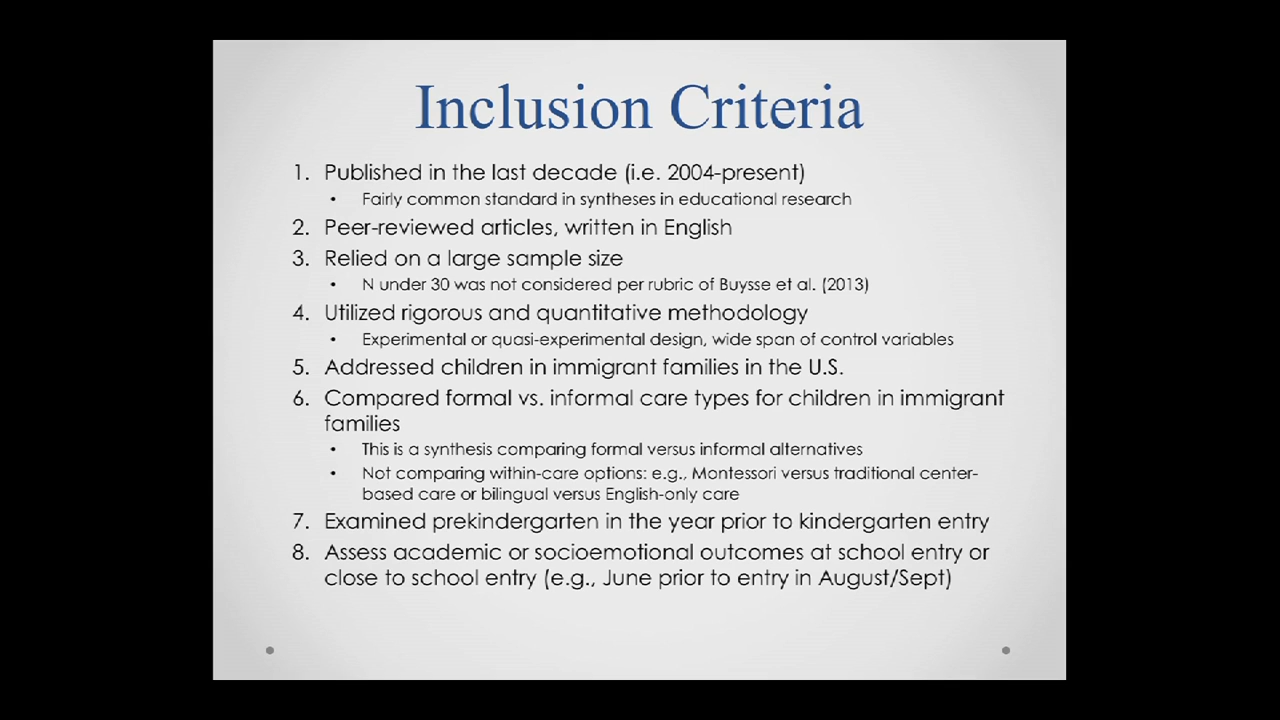 Inclusion Criteria
1. Published in the last decade (i.e. 2004-present)
• Fairly common standard in syntheses in educational research
2. Peer-reviewed articles, written in English
3. Relied on a large sample size
• N under 30 was not considered per rubric of Buysse et al. (2013)
4. Utilized rigorous and quantitative methodology
• Experimental or quasi-experimental design, wide span of control variables
5. Addressed children in immigrant families in the U.S.
6. Compared formal vs. informal care types for children in immigrant
families
• This is a synthesis comparing formal versus informal alternatives
• Not comparing within-care options: e.g., Montessori versus traditional center-
based care or bilingual versus English-only care
7. Examined prekindergarten in the year prior to kindergarten entry
8. Assess academic or socioemotional outcomes at school entry or
close to school entry (e.g., June prior to entry in August/Sept)